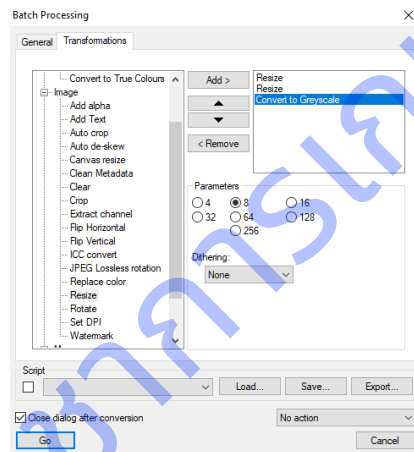 Batch Processing
General
Transformations
Convert to True Colours
Image
Add alpha
Add Text
Auto crop
Auto de-skew
Canvas resize
Clean Metadata
Clear
Crop
Extract channel
Flip Horizontal
Flip Vertical
ICC convert
JPEG Lossless rotation
Replace color
Resize
Rotate
Set DPI
Watermark
Add >
< Remove
Resize
Resize
Convert to Greyscale
Parameters
4 8 16
32 64 128
256
Dithering:
None
Script
Load... Save... Export...
Close dialog after conversion
No action
Go
Cancel